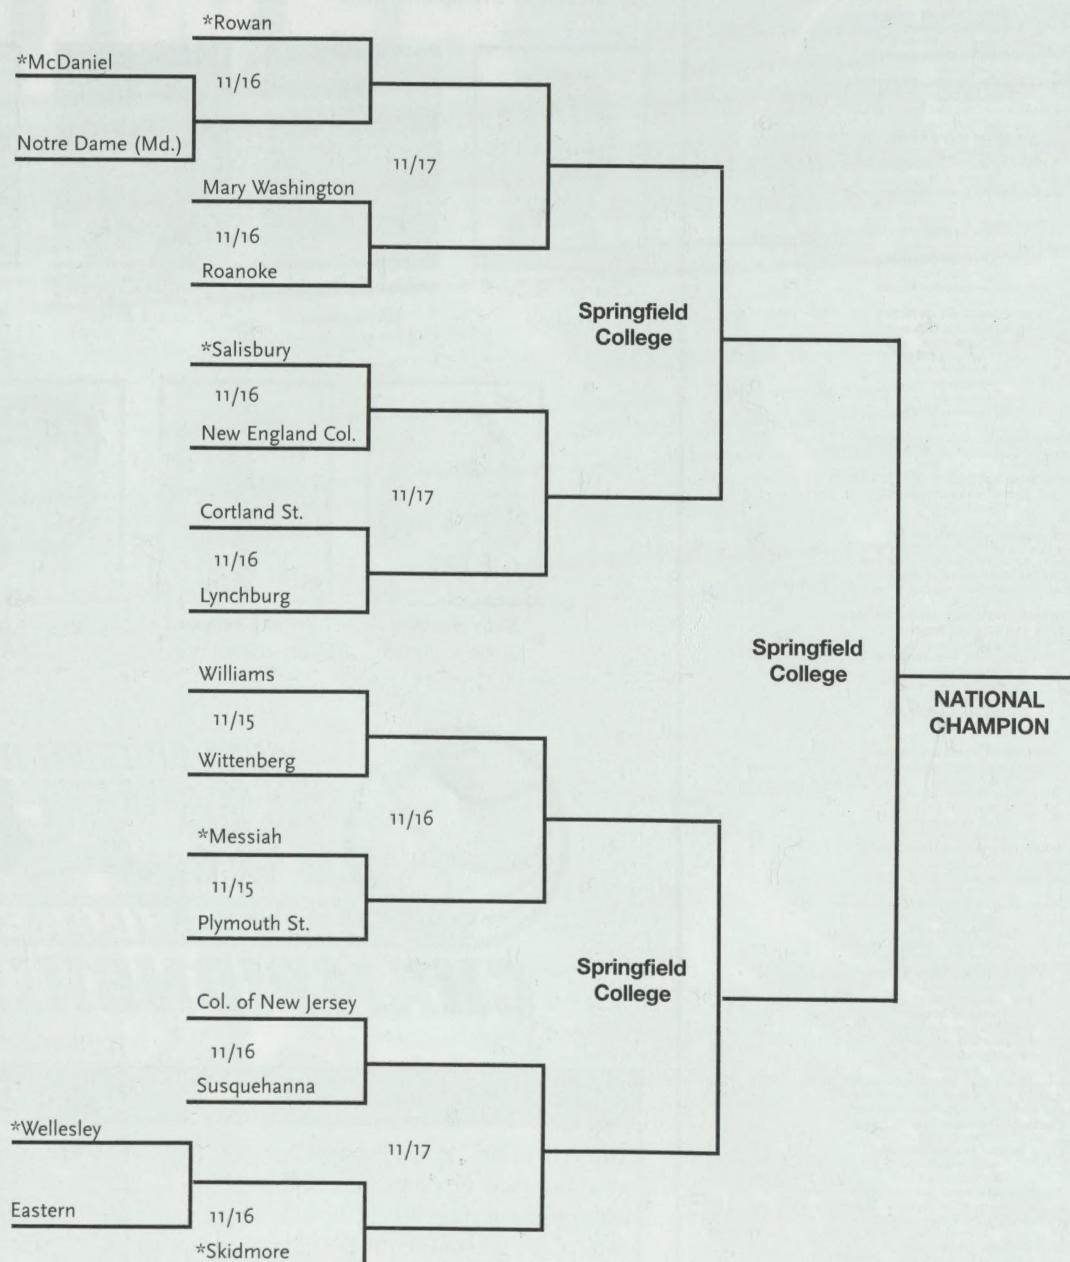 *Rowan
*McDaniel
11/16
Notre Dame (Md.)
11/17
Mary Washington
11/16
Roanoke
Springfield
College
*Salisbury
11/16
New England Col.
11/17
Cortland St.
11/16
Lynchburg
Springfield
College
NATIONAL
CHAMPION
Williams
11/15
Wittenberg
11/16
*Messiah
11/15
Plymouth St.
Springfield
College
Col. of New Jersey
11/16
Susquehanna
*Wellesley
11/17
Eastern
11/16
*Skidmore